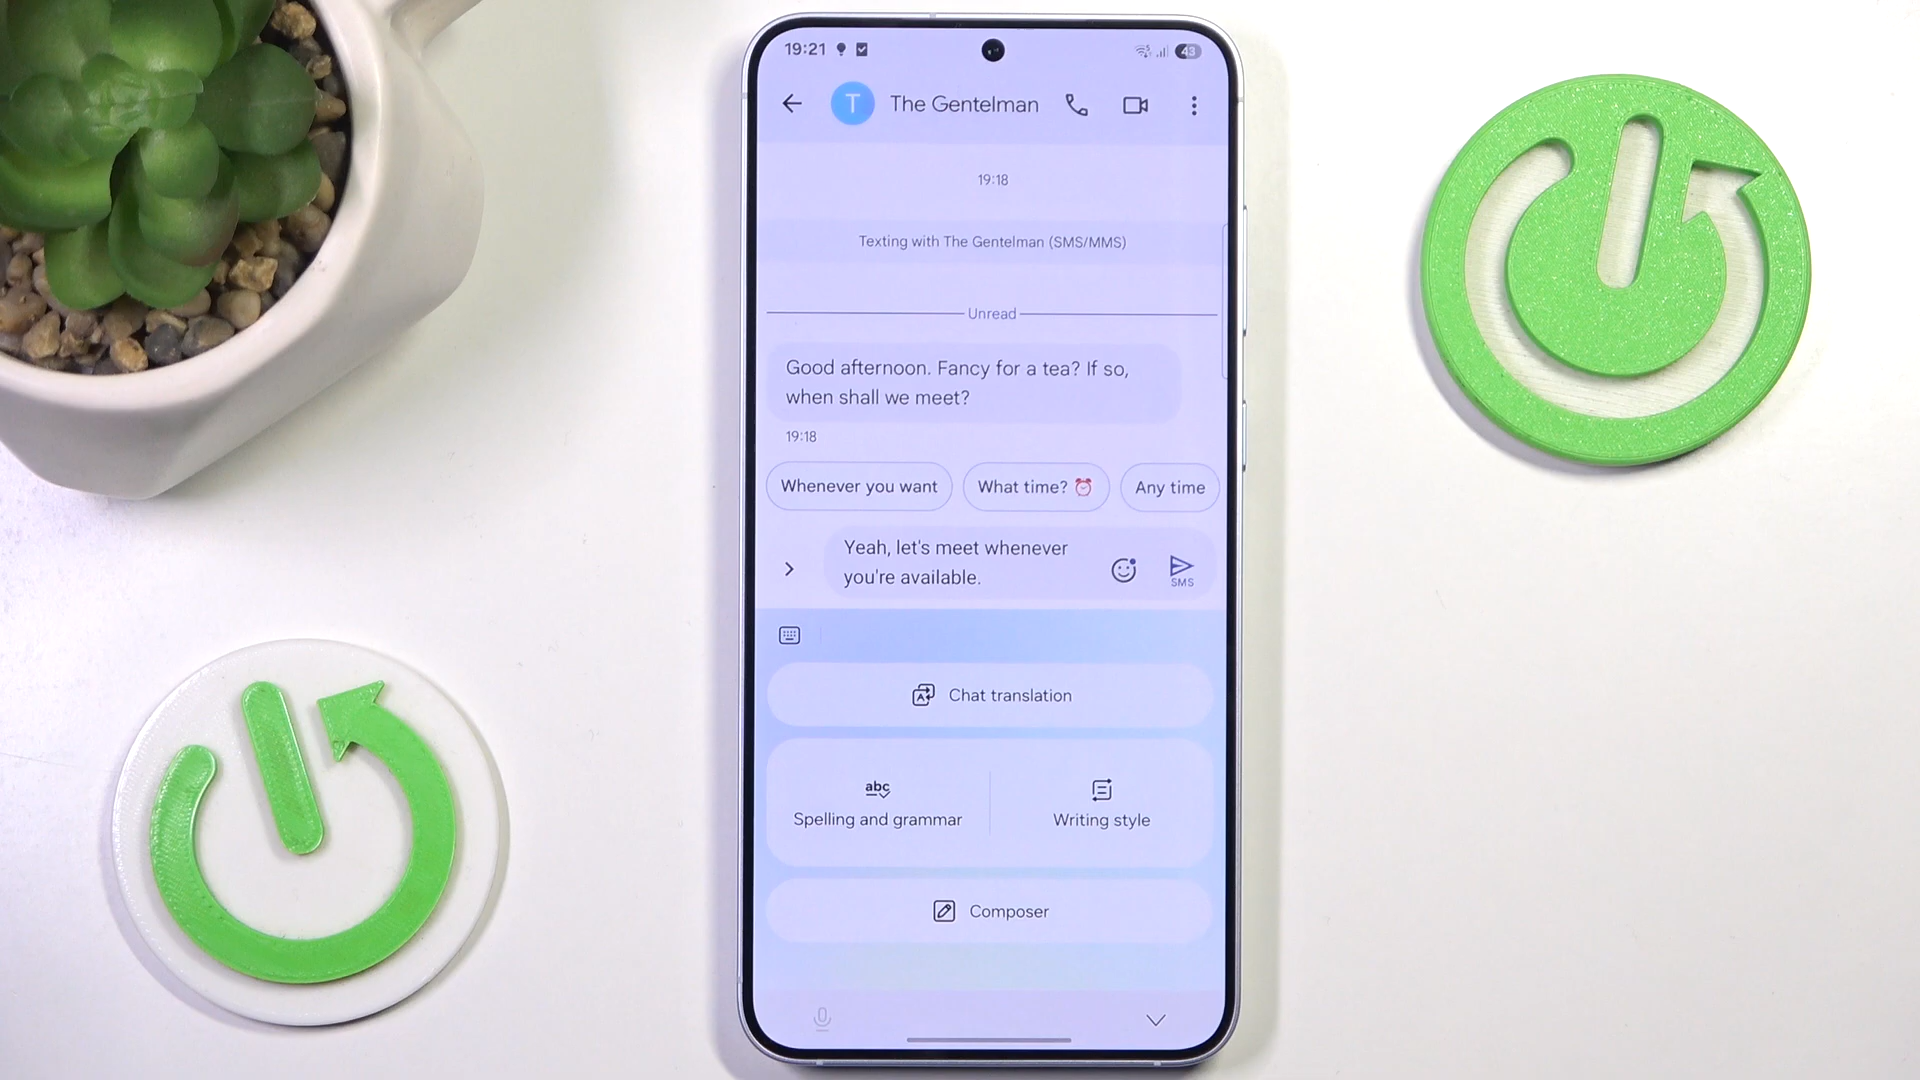 19:21
43
T The Gentelman
19:18
Texting with The Gentelman (SMS/MMS)
Unread
Good afternoon. Fancy for a tea? If so,
when shall we meet?
19:18
Whenever you want
What time? ⏰
Any time
Yeah, let's meet whenever
you're available.
SMS
Chat translation
abc
Spelling and grammar
Writing style
Composer